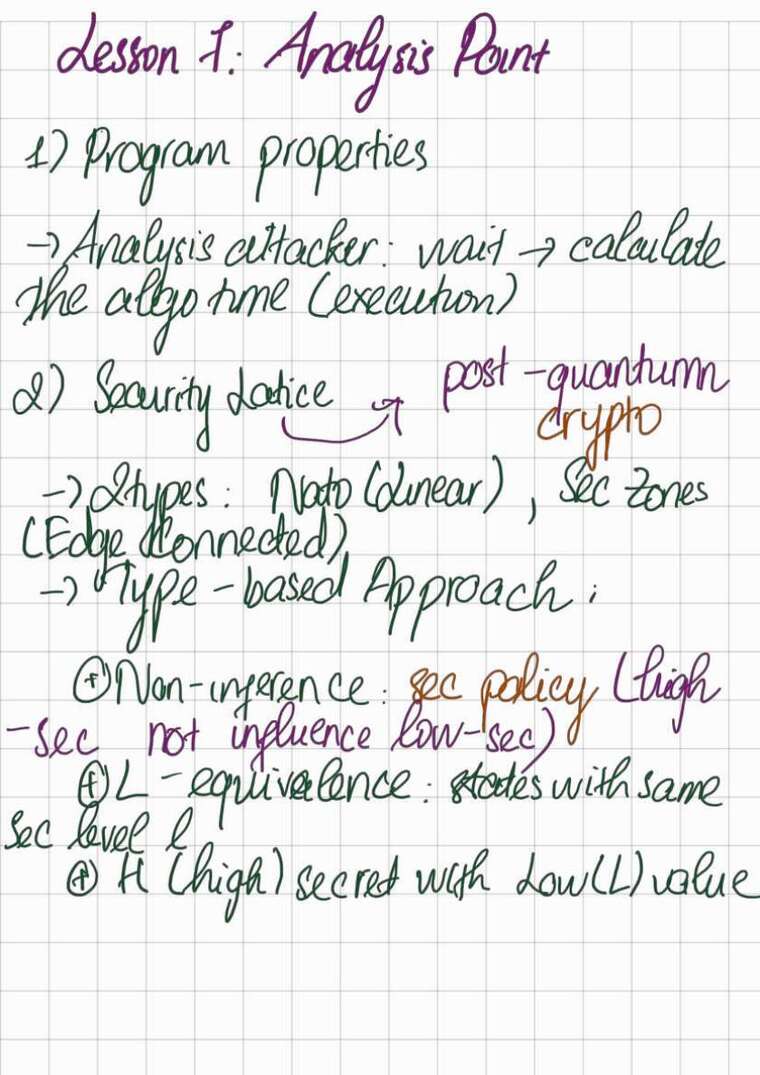 Lesson 1: Analysis Point
1) Program properties
→ Analysis attacker: wait → calculate
the algo time (execution)
2) Security Latice → post-quantumn
crypto
→ 2 types: Nato (Linear), Sec Zones
(Edge Connected)
→ Type-based Approach:
⊕ Non-inference: sec policy (high
-sec not influence low-sec)
⊕ L-equivalence: states with same
sec level l
⊕ H (high) secret with Low(L) value